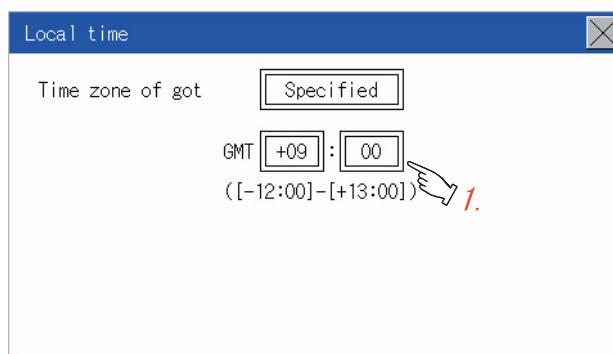 Local time
Time zone of got Specified
GMT +09 : 00
([-12:00]-[+13:00])
1.